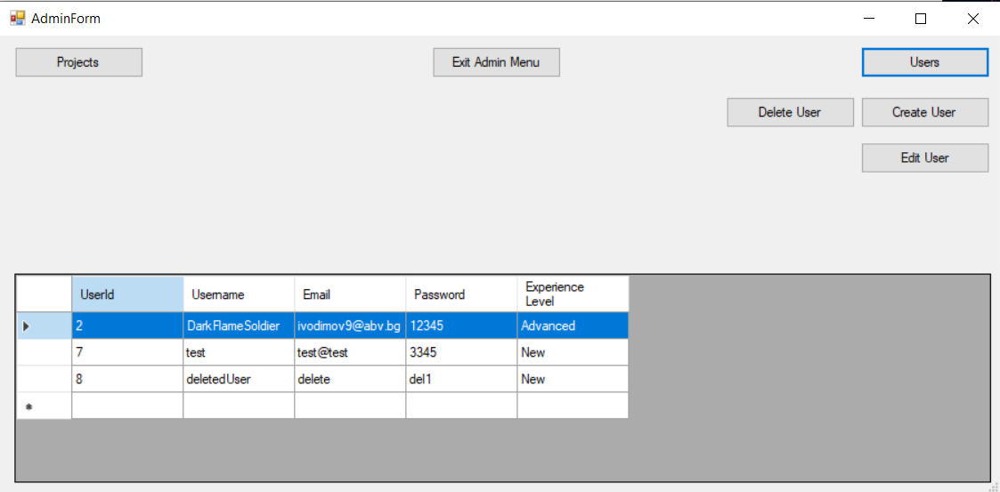 AdminForm
Projects
Exit Admin Menu
Users
Delete User
Create User
Edit User
UserId Username Email Password Experience Level
2 DarkFlameSoldier ivodimov9@abv.bg 12345 Advanced
7 test test@test 3345 New
8 deletedUser delete del1 New